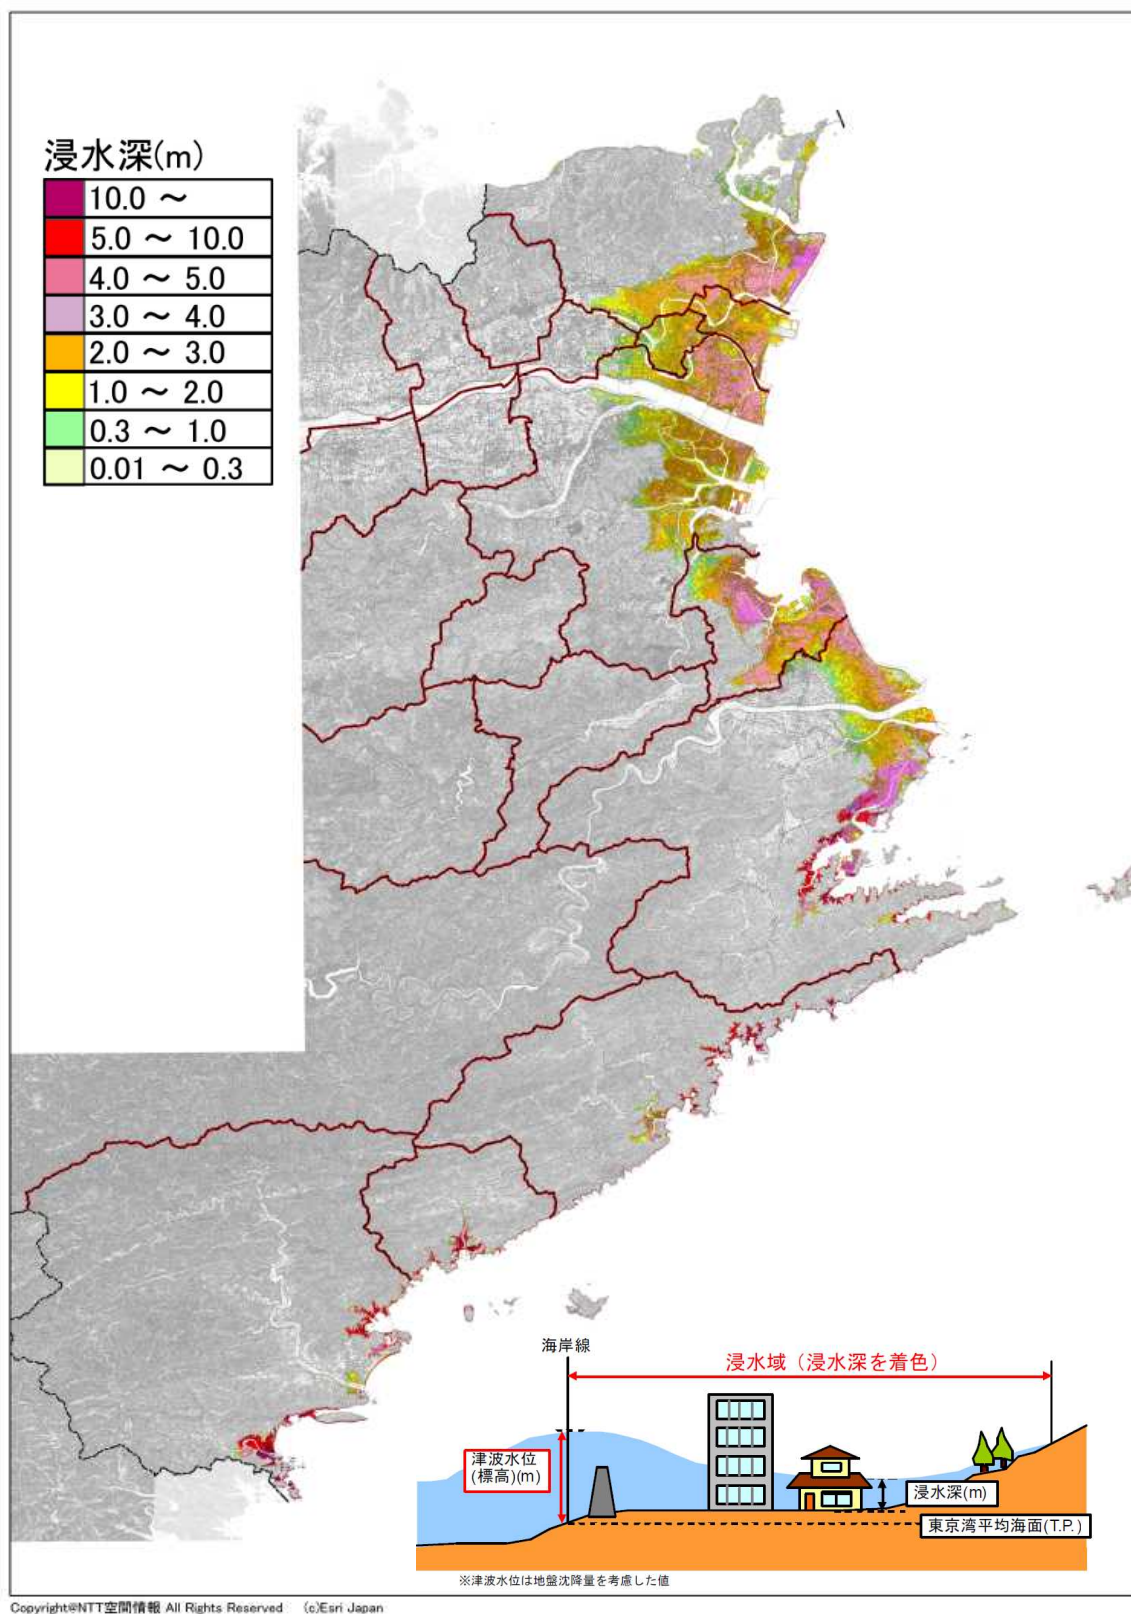 浸水深(m)
10.0 ～
5.0 ～ 10.0
4.0 ～ 5.0
3.0 ～ 4.0
2.0 ～ 3.0
1.0 ～ 2.0
0.3 ～ 1.0
0.01 ～ 0.3
海岸線
浸水域（浸水深を着色）
津波水位
(標高)(m)
浸水深(m)
東京湾平均海面(T.P.)
※津波水位は地盤沈降量を考慮した値
Copyright©NTT空間情報 All Rights Reserved (c)Esri Japan